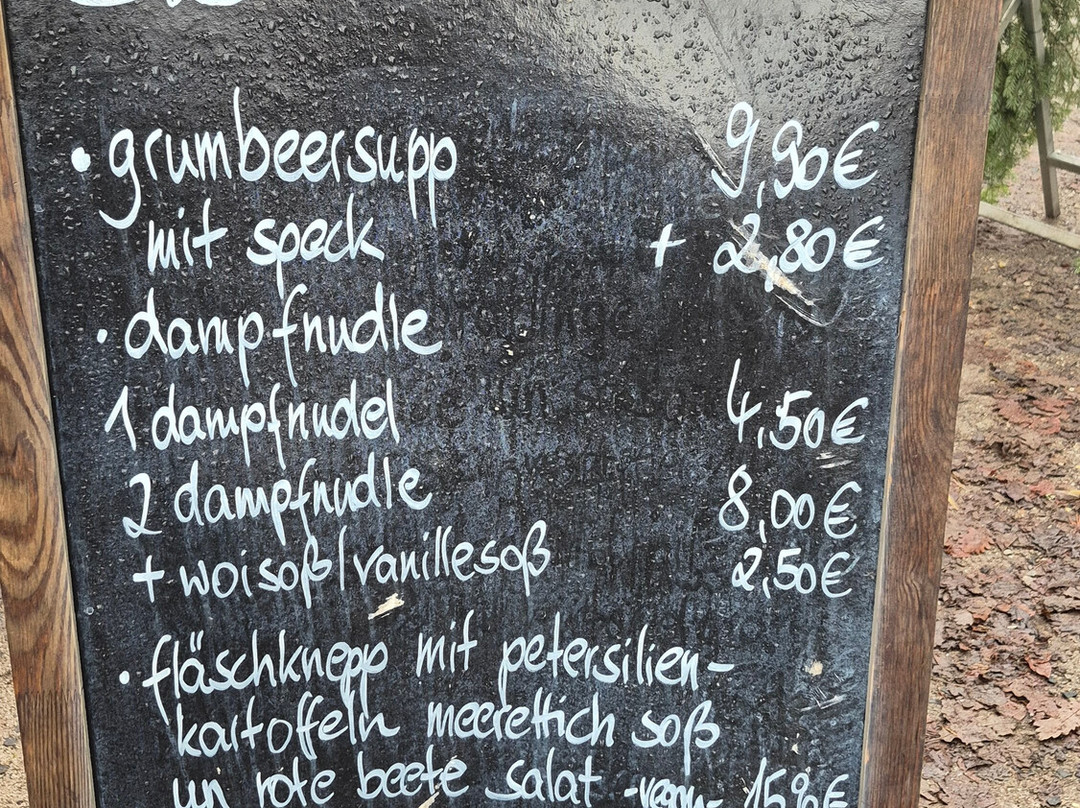 • grumbeersupp 9,90€
mit speck + 2,80€
• dampfnudle
1 dampfnudel 4,50€
2 dampfnudle 8,00€
+ woisoß/vanillesoß 2,50€
• fläschknepp mit petersilien-
kartoffeln meerettich soß
un rote beete salat